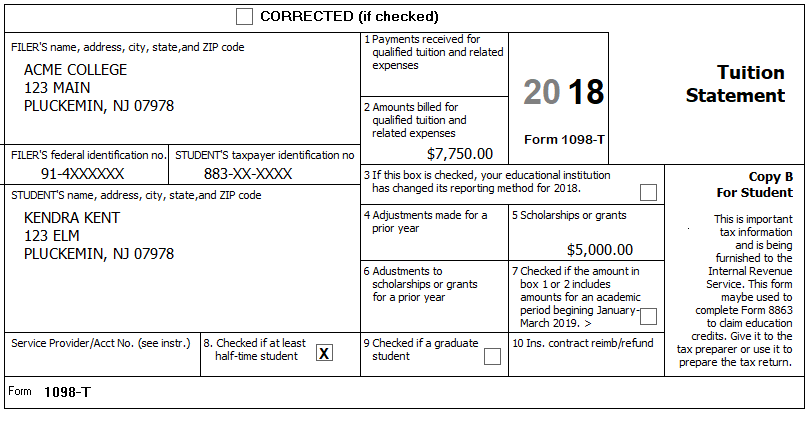 CORRECTED (if checked)
FILER'S name, address, city, state,and ZIP code
ACME COLLEGE
123 MAIN
PLUCKEMIN, NJ 07978
1 Payments received for
qualified tuition and related
expenses
2 Amounts billed for
qualified tuition and
related expenses
$7,750.00
2018
Form 1098-T
Tuition
Statement
FILER'S federal identification no.
91-4XXXXXX
STUDENT'S taxpayer identification no
883-XX-XXXX
3 If this box is checked, your educational institution
has changed its reporting method for 2018.
Copy B
For Student
STUDENT'S name, address, city, state,and ZIP code
KENDRA KENT
123 ELM
PLUCKEMIN, NJ 07978
4 Adjustments made for a
prior year
5 Scholarships or grants
$5,000.00
This is important
tax information
and is being
furnished to the
Internal Revenue
Service. This form
maybe used to
complete Form 8863
to claim education
credits. Give it to the
tax preparer or use it to
prepare the tax return.
6 Adustments to
scholarships or grants
for a prior year
7 Checked if the amount in
box 1 or 2 includes
amounts for an academic
period begining January-
March 2019. >
Service Provider/Acct No. (see instr.)
8. Checked if at least
half-time student
X
9 Checked if a graduate
student
10 Ins. contract reimb/refund
Form 1098-T